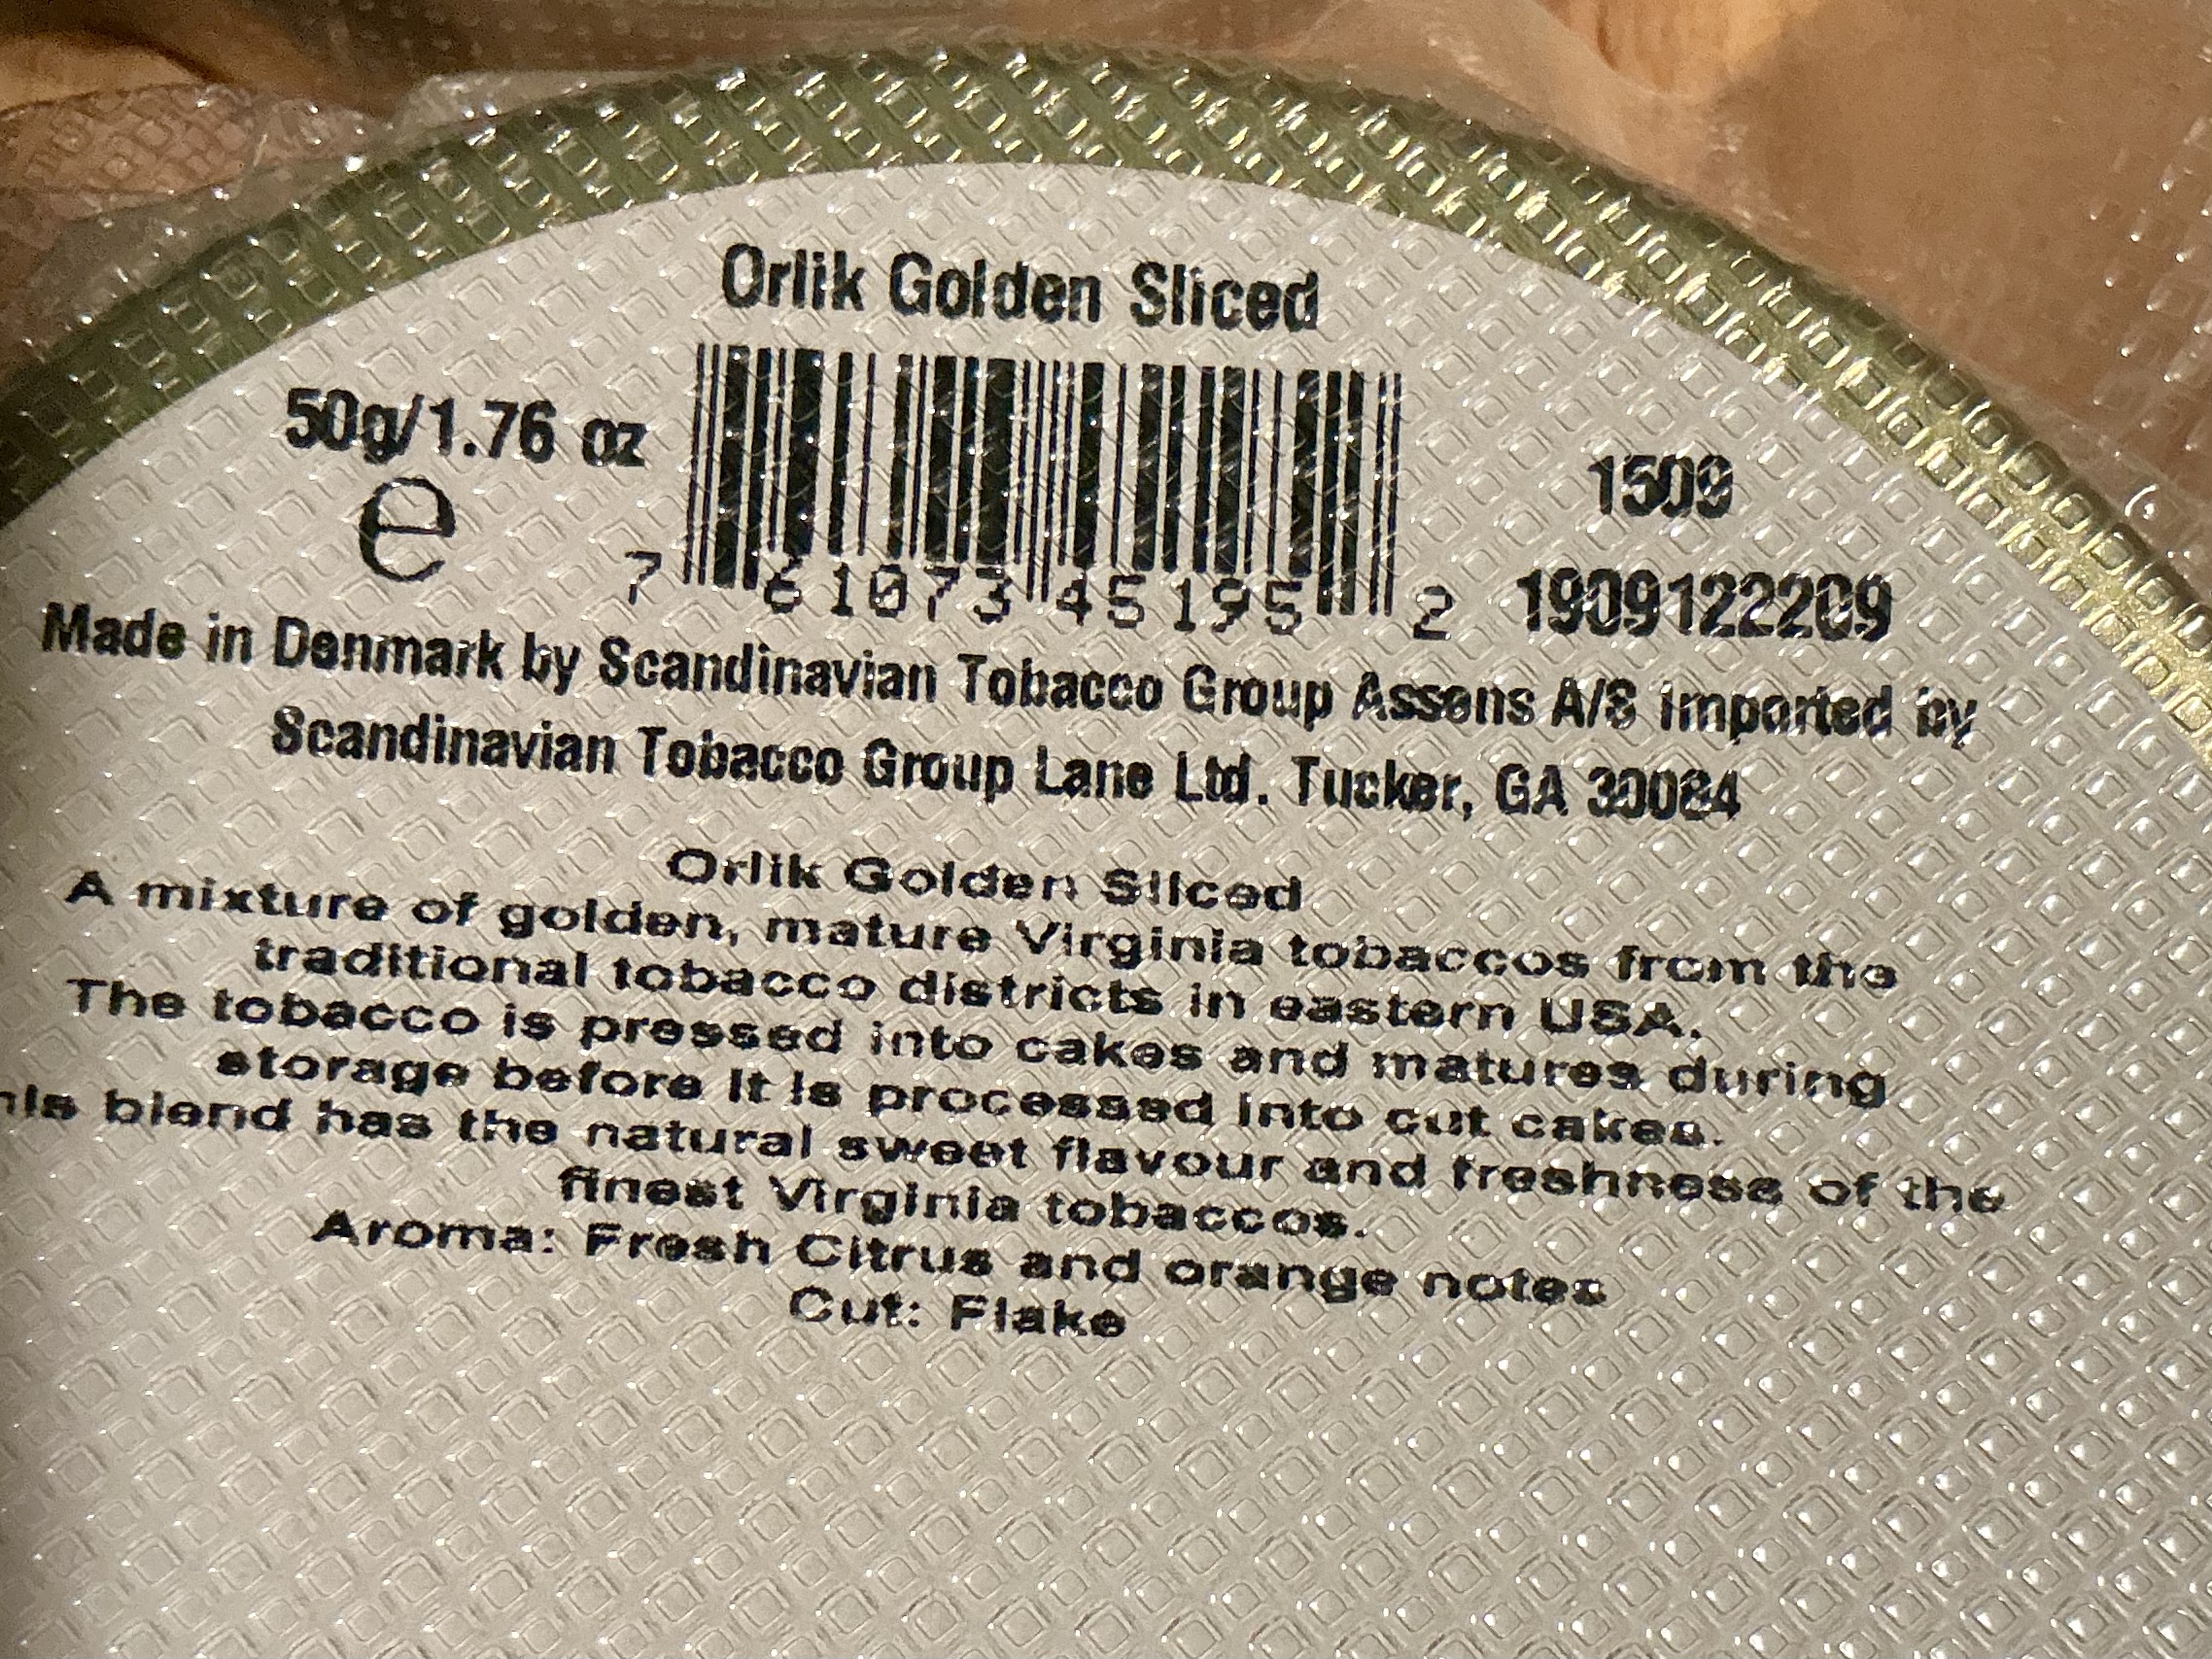 Orlik Golden Sliced
50g/1.76 oz
e
7 61073 45195 2
1509
1909122209
Made in Denmark by Scandinavian Tobacco Group Assens A/S Imported by
Scandinavian Tobacco Group Lane Ltd. Tucker, GA 30084
Orlik Golden Sliced
A mixture of golden, mature Virginia tobaccos from the
traditional tobacco districts in eastern USA.
The tobacco is pressed into cakes and matures during
storage before it is processed into cut cakes.
blend has the natural sweet flavour and freshness of the
finest Virginia tobaccos.
Aroma: Fresh Citrus and orange notes
Cut: Flake